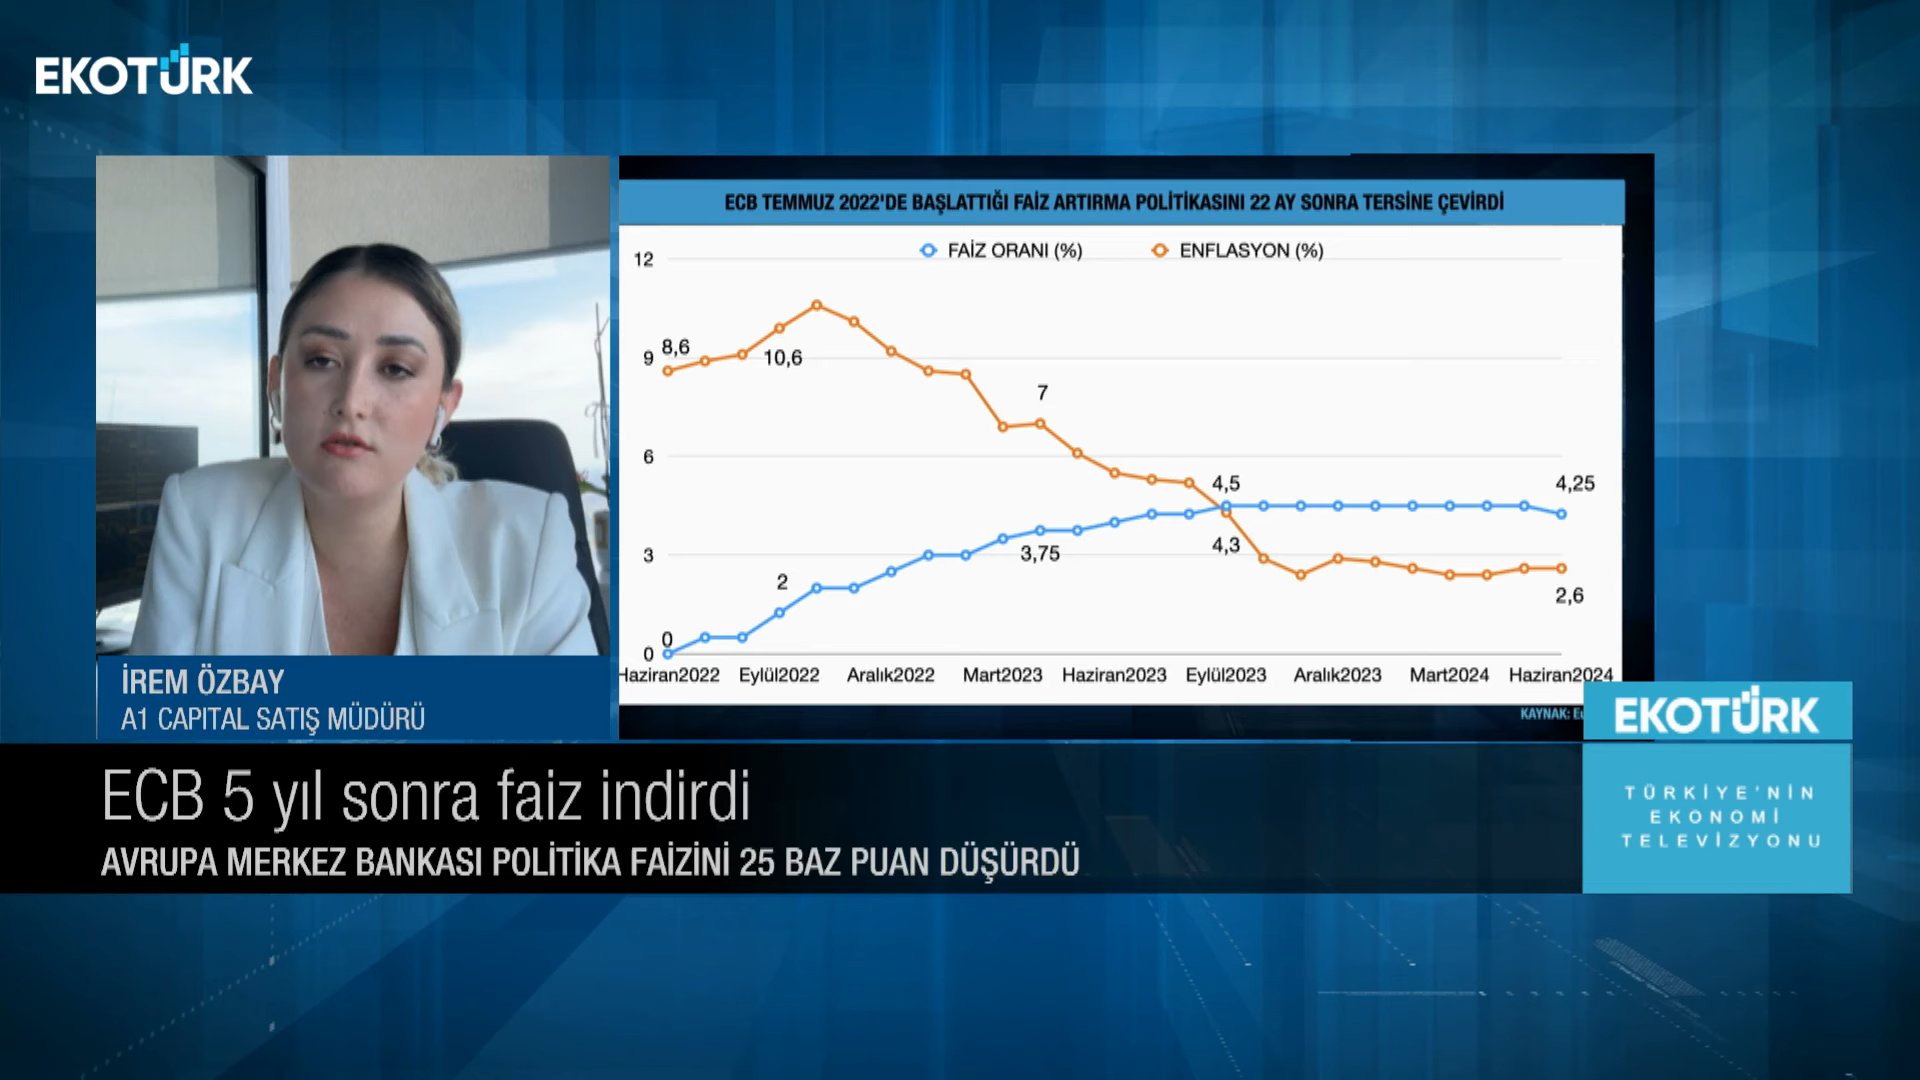 EKOTÜRK
ECB TEMMUZ 2022'DE BAŞLATTIĞI FAİZ ARTIRMA POLİTİKASINI 22 AY SONRA TERSİNE ÇEVİRDİ
FAİZ ORANI (%) ENFLASYON (%)
12
9
6
3
0
8,6
10,6
7
4,5
4,25
3,75
4,3
2
2,6
0
Haziran2022 Eylül2022 Aralık2022 Mart2023 Haziran2023 Eylül2023 Aralık2023 Mart2024 Haziran2024
KAYNAK:
İREM ÖZBAY
A1 CAPITAL SATIŞ MÜDÜRÜ
EKOTÜRK
ECB 5 yıl sonra faiz indirdi
AVRUPA MERKEZ BANKASI POLİTİKA FAİZİNİ 25 BAZ PUAN DÜŞÜRDÜ
TÜRKİYE'NİN
EKONOMİ
TELEVİZYONU